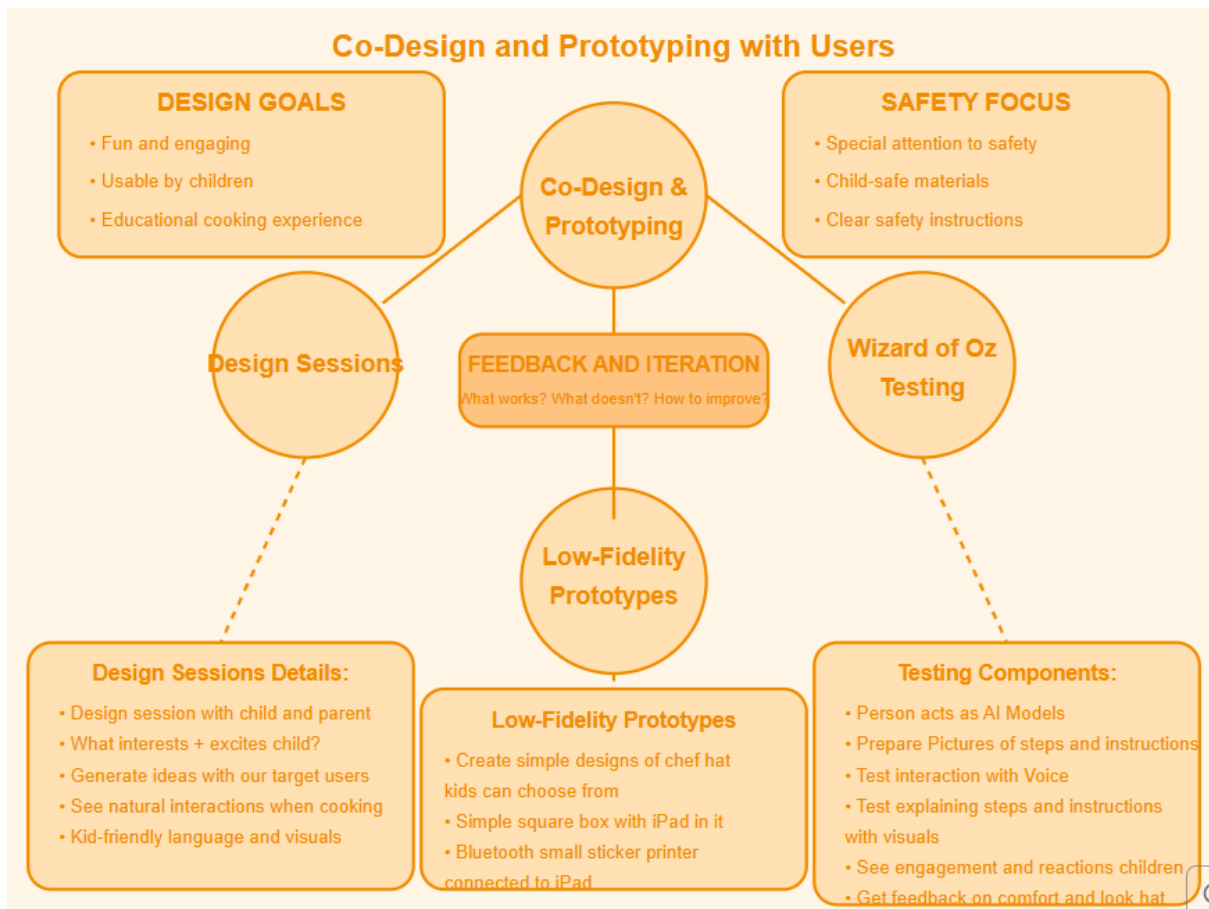 Co-Design and Prototyping with Users
DESIGN GOALS
• Fun and engaging
• Usable by children
• Educational cooking experience
SAFETY FOCUS
• Special attention to safety
• Child-safe materials
• Clear safety instructions
Co-Design &
Prototyping
Design Sessions
FEEDBACK AND ITERATION
What works? What doesn't? How to improve?
Wizard of Oz
Testing
Low-Fidelity
Prototypes
Design Sessions Details:
• Design session with child and parent
• What interests + excites child?
• Generate ideas with our target users
• See natural interactions when cooking
• Kid-friendly language and visuals
Low-Fidelity Prototypes
• Create simple designs of chef hat
kids can choose from
• Simple square box with iPad in it
• Bluetooth small sticker printer
connected to iPad
Testing Components:
• Person acts as AI Models
• Prepare Pictures of steps and instructions
• Test interaction with Voice
• Test explaining steps and instructions
with visuals
• See engagement and reactions children
• Get feedback on comfort and look hat